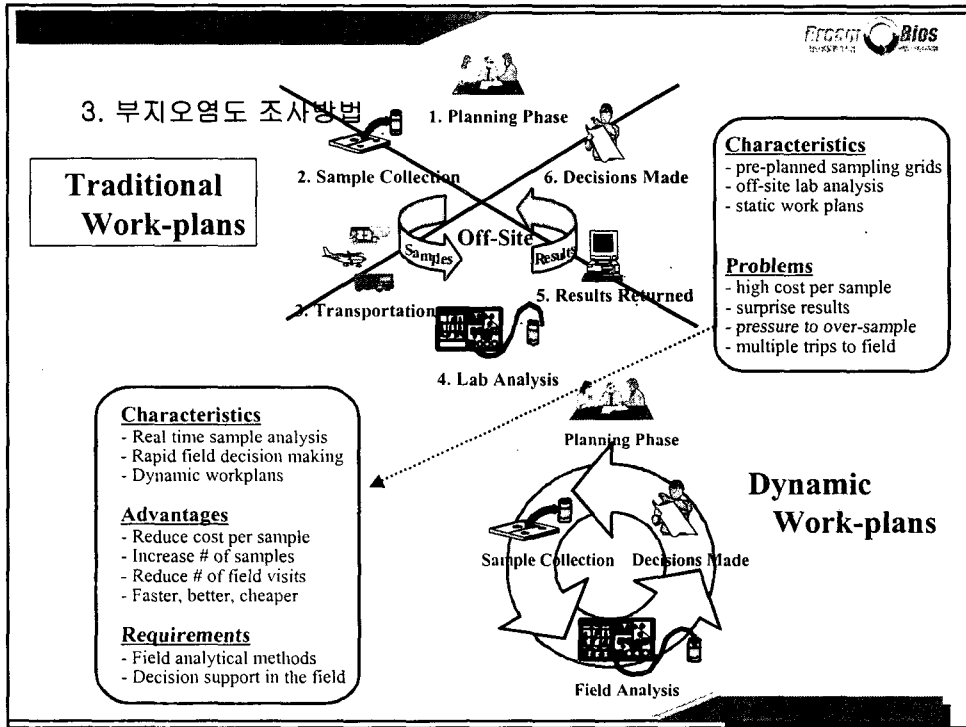 Bios
3. 부지오염도 조사방법
Traditional
Work-plans
1. Planning Phase
2. Sample Collection
6. Decisions Made
Off-Site
Samples
Results
3. Transportation
5. Results Returned
4. Lab Analysis
Characteristics
- pre-planned sampling grids
- off-site lab analysis
- static work plans
Problems
- high cost per sample
- surprise results
- pressure to over-sample
- multiple trips to field
Characteristics
- Real time sample analysis
- Rapid field decision making
- Dynamic workplans
Advantages
- Reduce cost per sample
- Increase # of samples
- Reduce # of field visits
- Faster, better, cheaper
Requirements
- Field analytical methods
- Decision support in the field
Planning Phase
Sample Collection
Decisions Made
Field Analysis
Dynamic
Work-plans